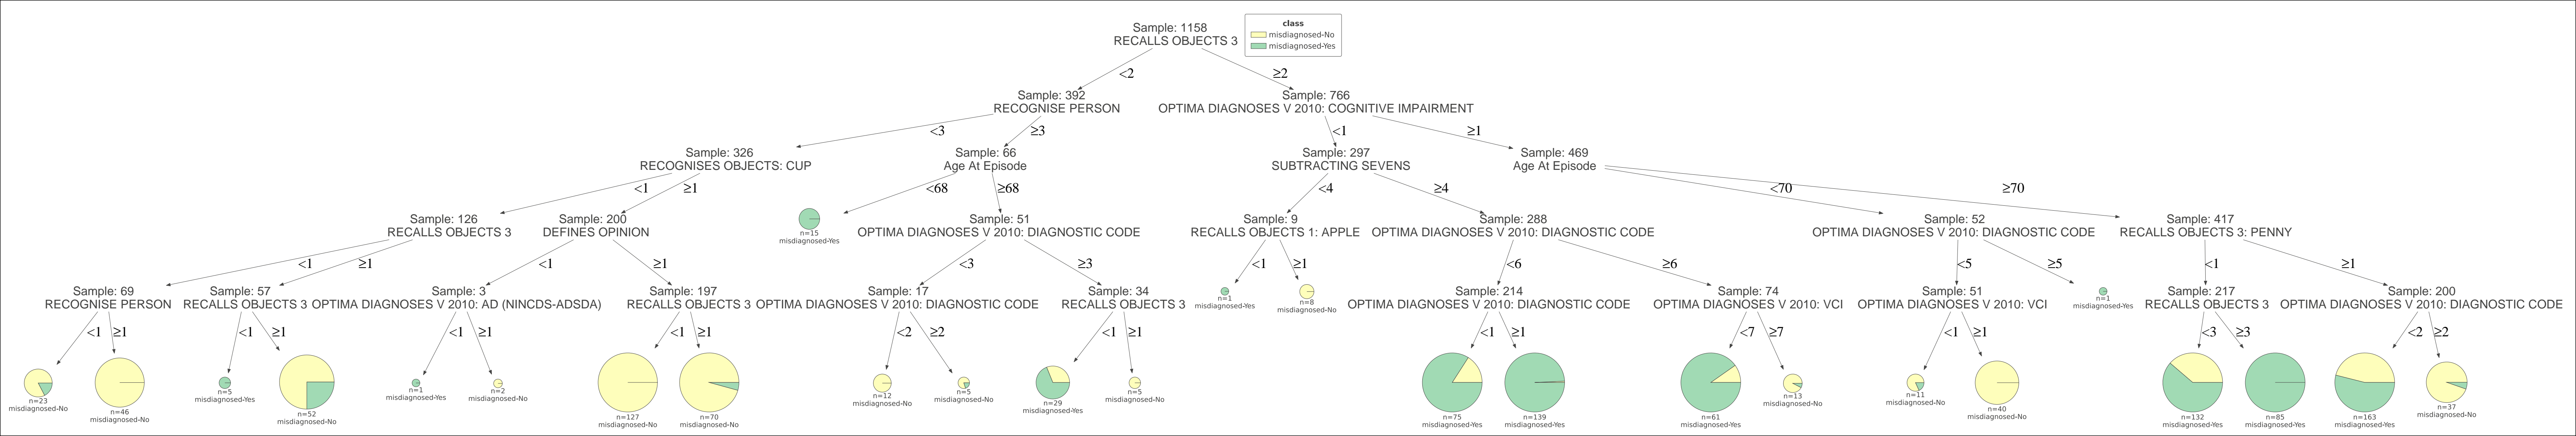 Sample: 1158
RECALLS OBJECTS 3
class
misdiagnosed-No
misdiagnosed-Yes
<2
≥2
Sample: 392
RECOGNISE PERSON
Sample: 766
OPTIMA DIAGNOSES V 2010: COGNITIVE IMPAIRMENT
<3
≥3
<1
≥1
Sample: 326
RECOGNISES OBJECTS: CUP
Sample: 66
Age At Episode
Sample: 297
SUBTRACTING SEVENS
Sample: 469
Age At Episode
<1
≥1
<68
≥68
<4
≥4
<70
≥70
Sample: 126
RECALLS OBJECTS 3
Sample: 200
DEFINES OPINION
n=15
misdiagnosed-Yes
Sample: 51
OPTIMA DIAGNOSES V 2010: DIAGNOSTIC CODE
Sample: 9
RECALLS OBJECTS 1: APPLE
Sample: 288
OPTIMA DIAGNOSES V 2010: DIAGNOSTIC CODE
Sample: 52
OPTIMA DIAGNOSES V 2010: DIAGNOSTIC CODE
Sample: 417
RECALLS OBJECTS 3: PENNY
<1
≥1
<1
≥1
<3
≥3
<1
≥1
<6
≥6
<5
≥5
<1
≥1
Sample: 69
RECOGNISE PERSON
Sample: 57
RECALLS OBJECTS 3
Sample: 3
OPTIMA DIAGNOSES V 2010: AD (NINCDS-ADSDA)
Sample: 197
RECALLS OBJECTS 3
Sample: 17
OPTIMA DIAGNOSES V 2010: DIAGNOSTIC CODE
Sample: 34
RECALLS OBJECTS 3
n=1
misdiagnosed-Yes
n=8
misdiagnosed-No
Sample: 214
OPTIMA DIAGNOSES V 2010: DIAGNOSTIC CODE
Sample: 74
OPTIMA DIAGNOSES V 2010: VCI
Sample: 51
OPTIMA DIAGNOSES V 2010: VCI
n=1
misdiagnosed-Yes
Sample: 217
RECALLS OBJECTS 3
Sample: 200
OPTIMA DIAGNOSES V 2010: DIAGNOSTIC CODE
<1
≥1
<1
≥1
<1
≥1
<1
≥1
<2
≥2
<1
≥1
<1
≥1
<7
≥7
<1
≥1
<3
≥3
<2
≥2
n=23
misdiagnosed-No
n=46
misdiagnosed-No
n=5
misdiagnosed-Yes
n=52
misdiagnosed-No
n=1
misdiagnosed-Yes
n=2
misdiagnosed-No
n=127
misdiagnosed-No
n=70
misdiagnosed-No
n=12
misdiagnosed-No
n=5
misdiagnosed-No
n=29
misdiagnosed-Yes
n=5
misdiagnosed-No
n=75
misdiagnosed-Yes
n=139
misdiagnosed-Yes
n=61
misdiagnosed-Yes
n=13
misdiagnosed-No
n=11
misdiagnosed-No
n=40
misdiagnosed-No
n=132
misdiagnosed-Yes
n=85
misdiagnosed-Yes
n=163
misdiagnosed-Yes
n=37
misdiagnosed-No